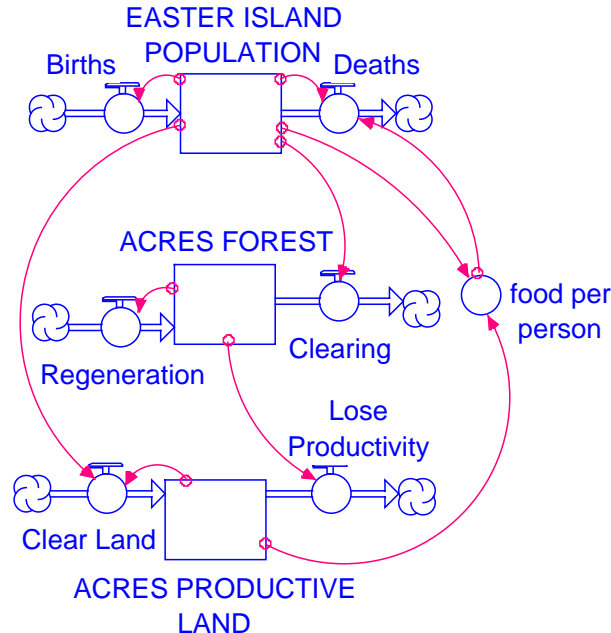 EASTER ISLAND
POPULATION
Births
Deaths
ACRES FOREST
food per
person
Regeneration
Clearing
Lose
Productivity
Clear Land
ACRES PRODUCTIVE
LAND